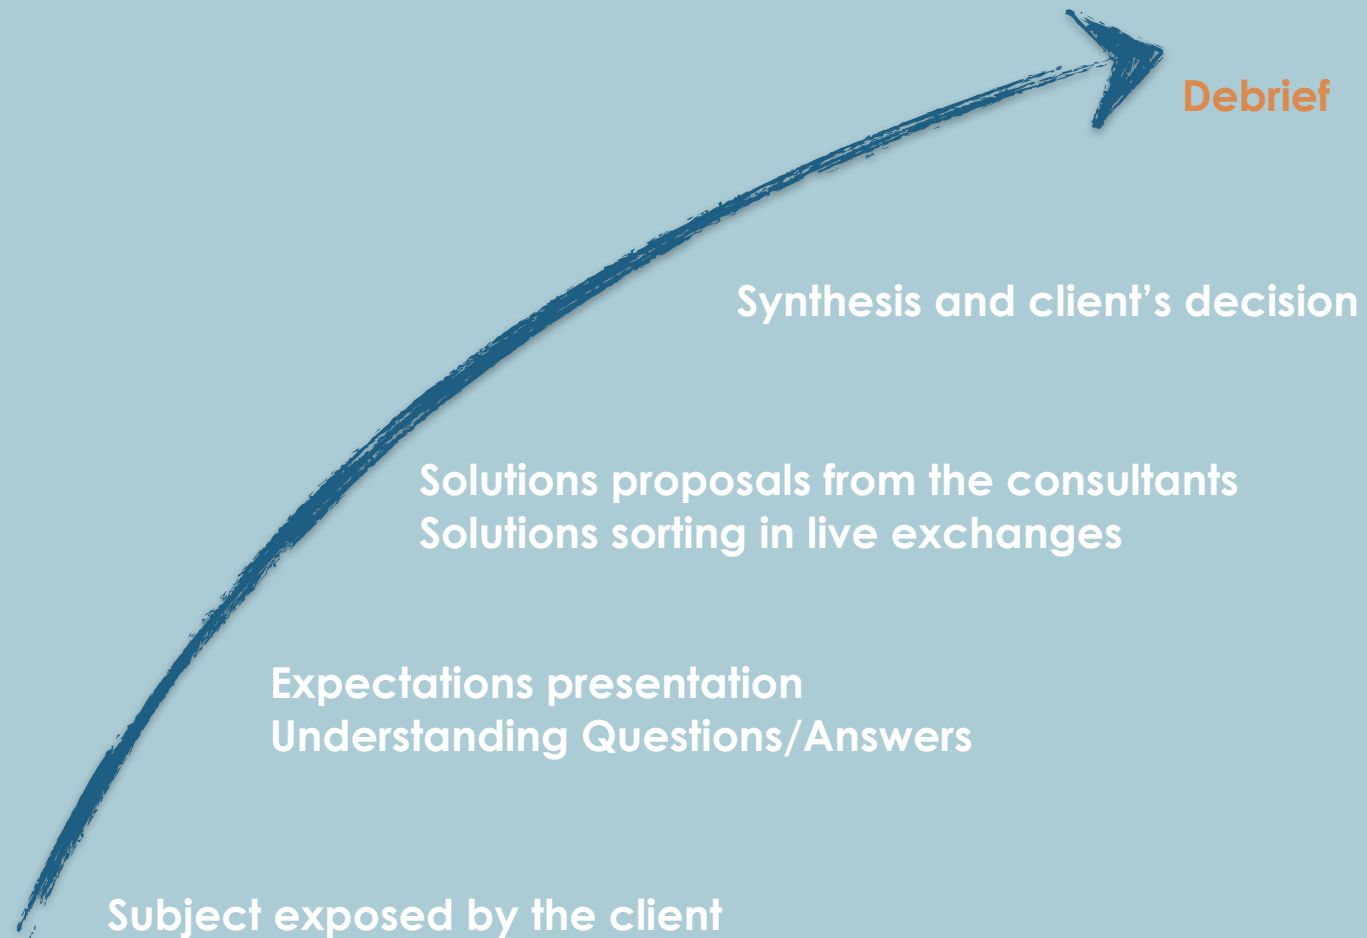 Debrief
Synthesis and client’s decision
Solutions proposals from the consultants
Solutions sorting in live exchanges
Expectations presentation
Understanding Questions/Answers
Subject exposed by the client